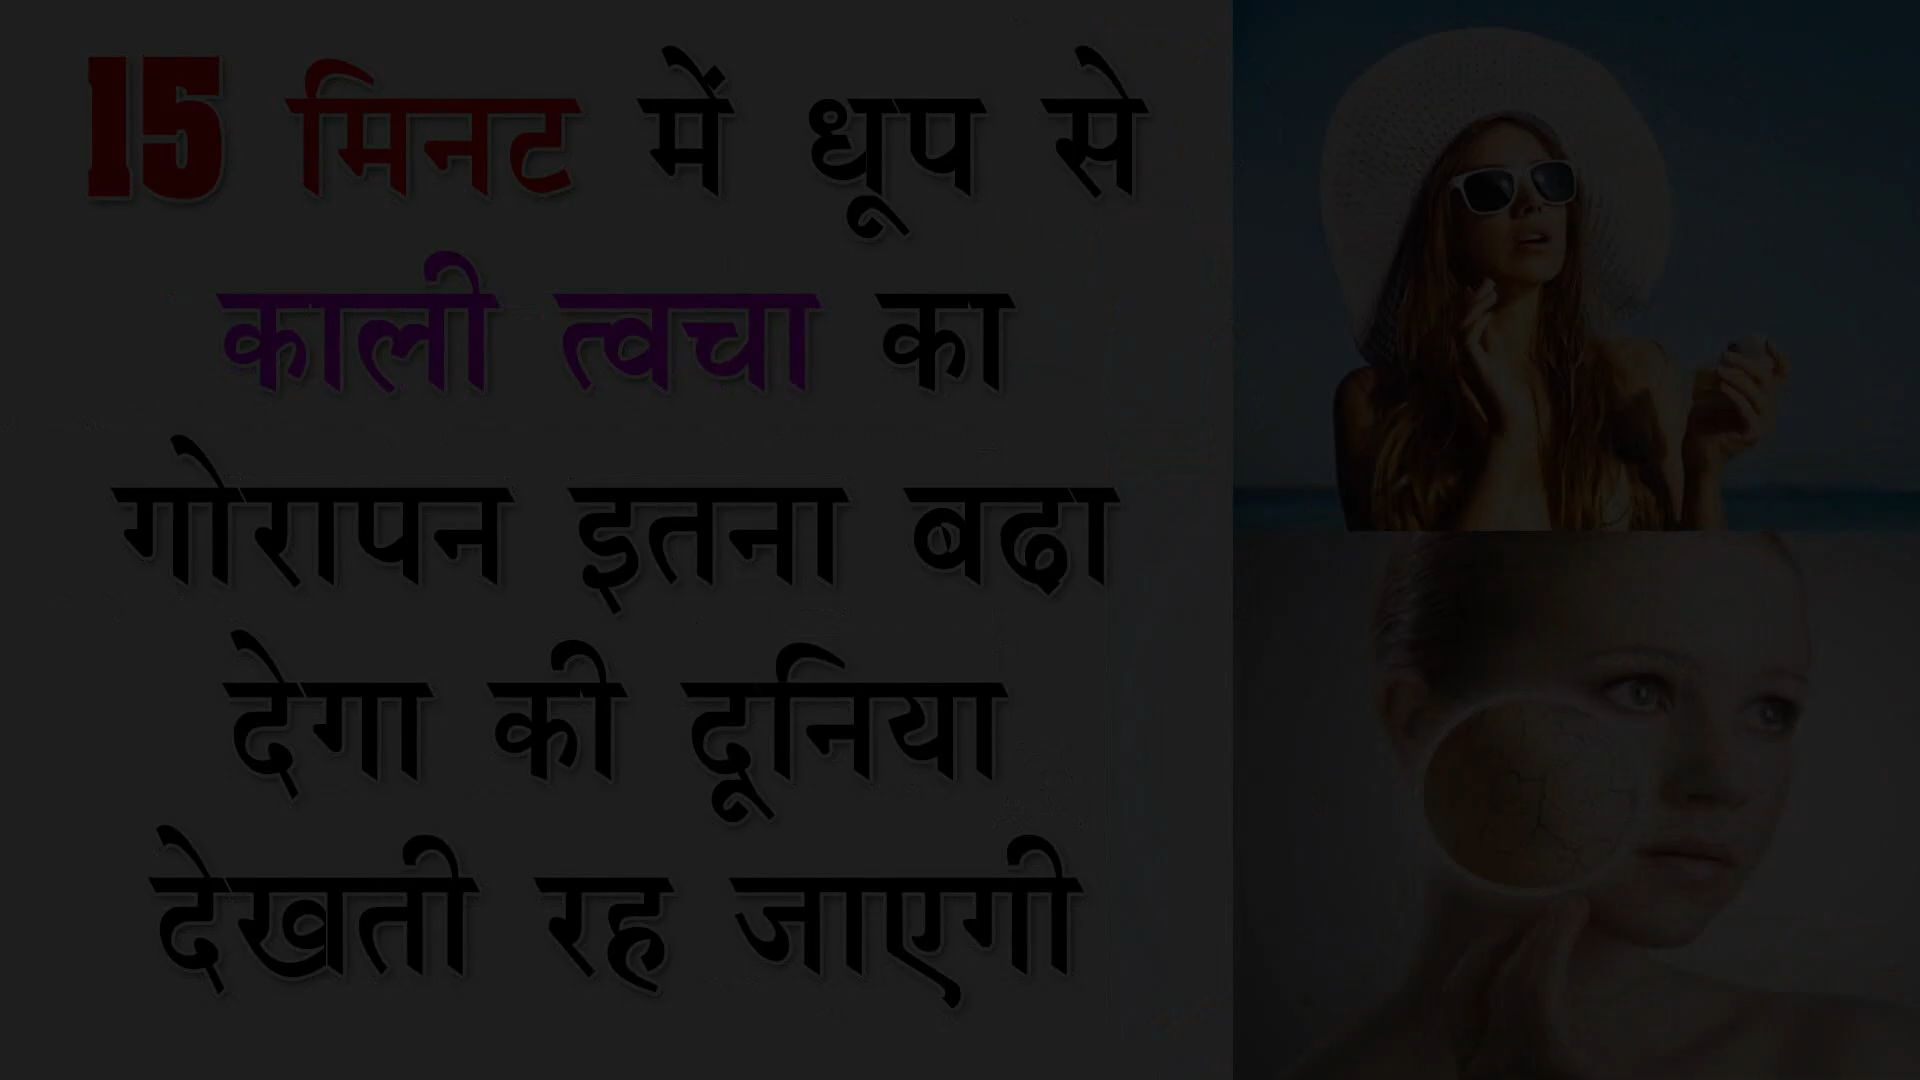 15 मिनट में धूप से
काली त्वचा का
गोरापन इतना बढा
देगा की दूनिया
देखती रह जाएगी